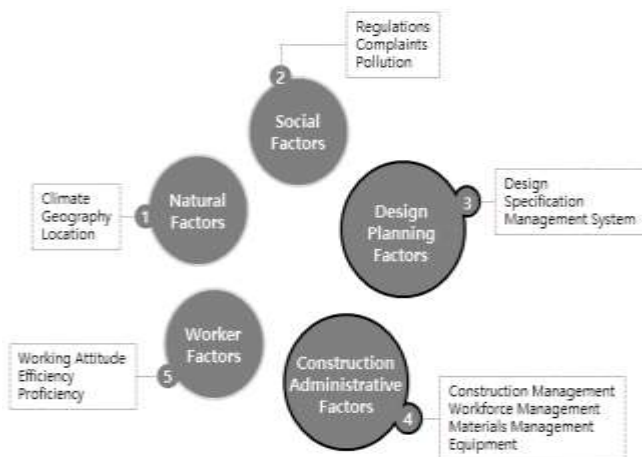 Regulations
Complaints
Pollution
2
Social
Factors
Climate
Geography
Location
1
Natural
Factors
3
Design
Planning
Factors
Design
Specification
Management System
Worker
Factors
5
Working Attitude
Efficiency
Proficiency
Construction
Administrative
Factors
4
Construction Management
Workforce Management
Materials Management
Equipment